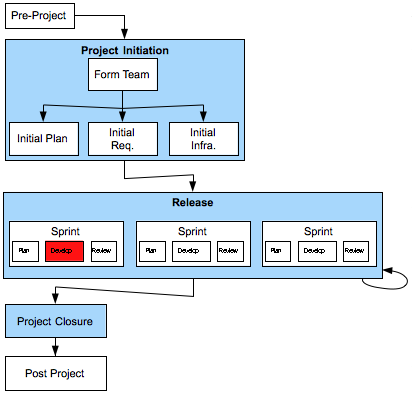 Pre-Project
Project Initiation
Form Team
Initial Plan
Initial
Req.
Initial
Infra.
Release
Sprint
Plan
Develop
Review
Sprint
Plan
Develop
Review
Sprint
Plan
Develop
Review
Project Closure
Post Project